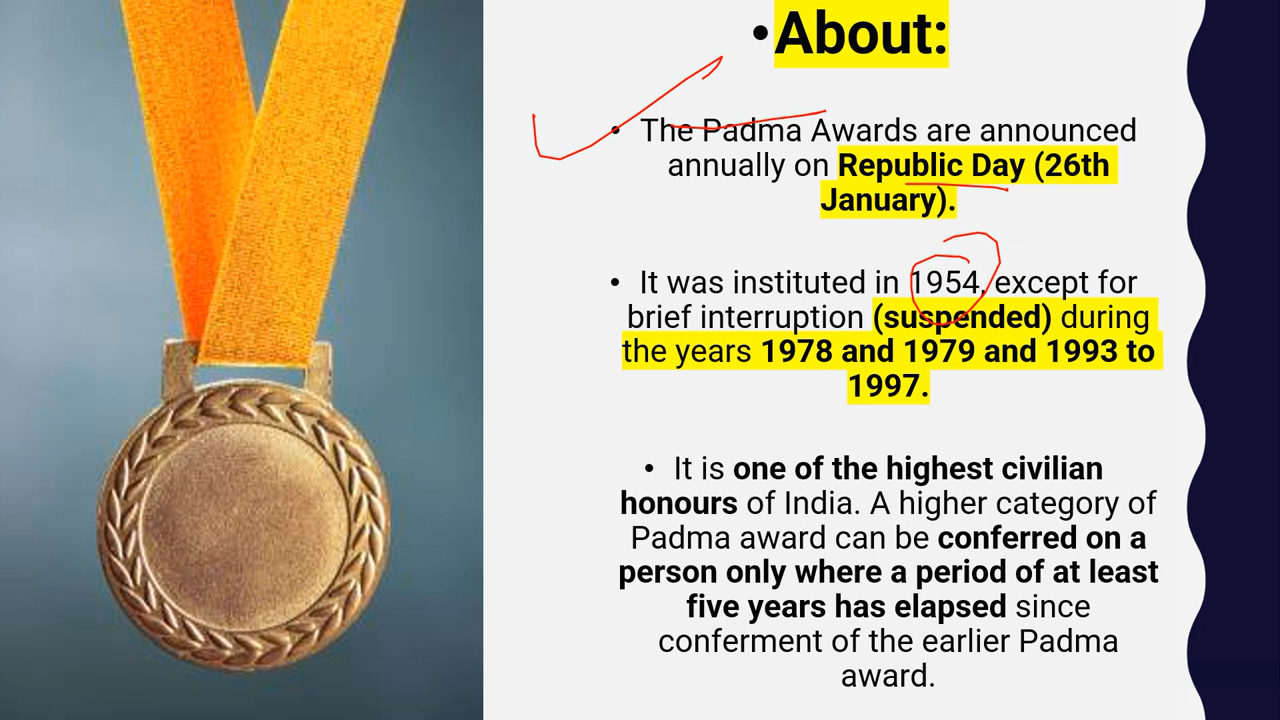 •About:
• The Padma Awards are announced
annually on Republic Day (26th
January).
• It was instituted in 1954, except for
brief interruption (suspended) during
the years 1978 and 1979 and 1993 to
1997.
• It is one of the highest civilian
honours of India. A higher category of
Padma award can be conferred on a
person only where a period of at least
five years has elapsed since
conferment of the earlier Padma
award.